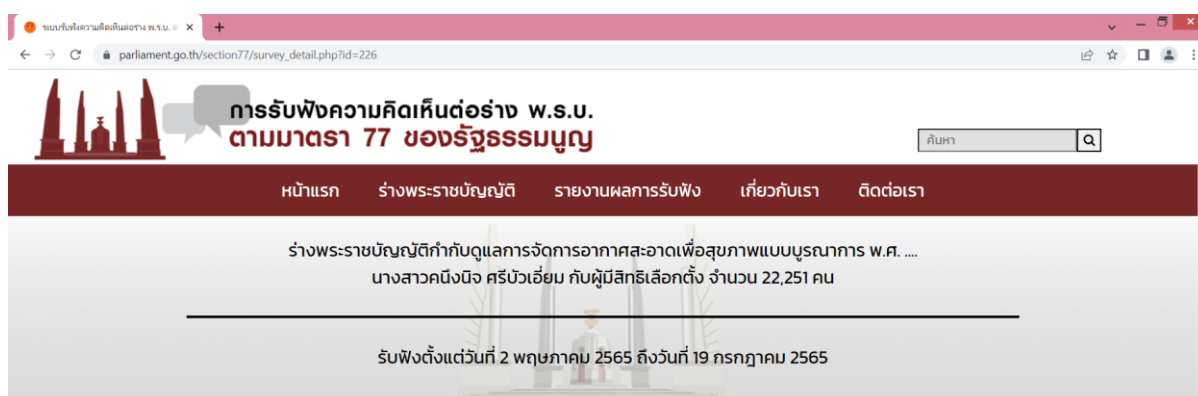 ระบบรับฟังความคิดเห็นต่อร่าง พ.ร.บ.
parliament.go.th/section77/survey_detail.php?id=226
การรับฟังความคิดเห็นต่อร่าง พ.ร.บ.
ตามมาตรา 77 ของรัฐธรรมนูญ
ค้นหา
หน้าแรก ร่างพระราชบัญญัติ รายงานผลการรับฟัง เกี่ยวกับเรา ติดต่อเรา
ร่างพระราชบัญญัติกำกับดูแลการจัดการอากาศสะอาดเพื่อสุขภาพแบบบูรณาการ พ.ศ. ....
นางสาวคนึงนิจ ศรีบัวเอี่ยม กับผู้มีสิทธิเลือกตั้ง จำนวน 22,251 คน
รับฟังตั้งแต่วันที่ 2 พฤษภาคม 2565 ถึงวันที่ 19 กรกฎาคม 2565